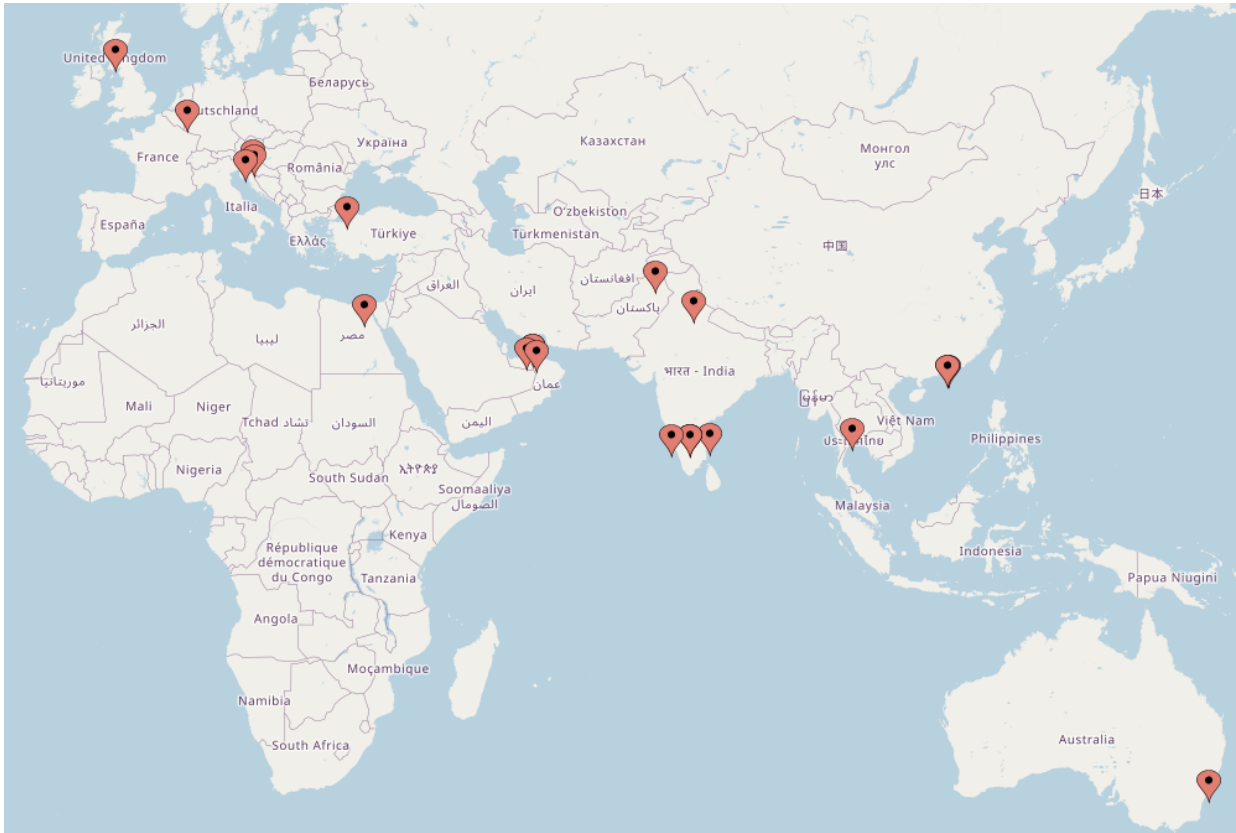 United Kingdom
Беларусь
Deutschland
Україна
Казахстан
Монгол
улс
France
România
日本
Italia
O'zbekiston
España
Türkiye
Türkmenistan
Ελλάς
中国
افغانستان
العراق
ایران
پاکستان
الجزائر
ليبيا
مصر
भारत - India
عمان
موريتانيا
Mali
Niger
Tchad تشاد
السودان
اليمن
Việt Nam
ประเทศไทย
Philippines
Nigeria
ኢትዮጵያ
South Sudan
Soomaaliya
الصومال
Malaysia
Kenya
République
démocratique
du Congo
Indonesia
Tanzania
Papua Niugini
Angola
Moçambique
Namibia
South Africa
Australia